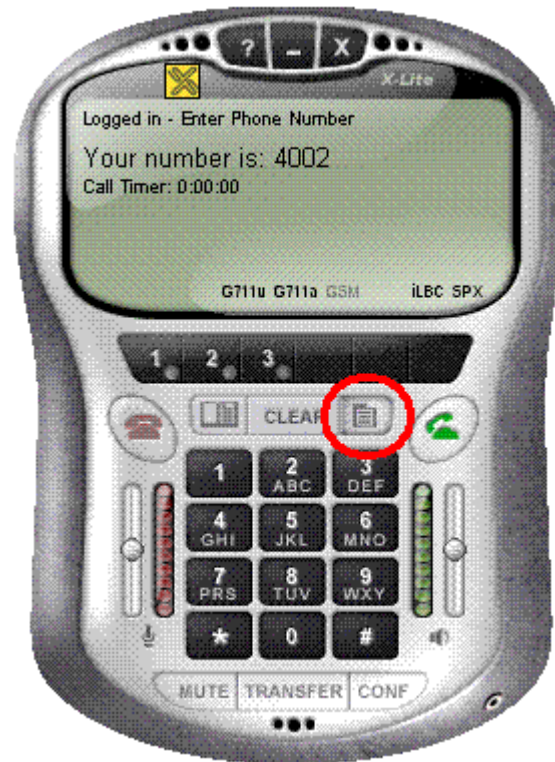 ? – X
X-Lite
Logged in - Enter Phone Number
Your number is: 4002
Call Timer: 0:00:00
G711u G711a GSM iLBC SPX
1 2 3
CLEAR
1 2 3
ABC DEF
4 5 6
GHI JKL MNO
7 8 9
PRS TUV WXY
* 0 #
MUTE TRANSFER CONF